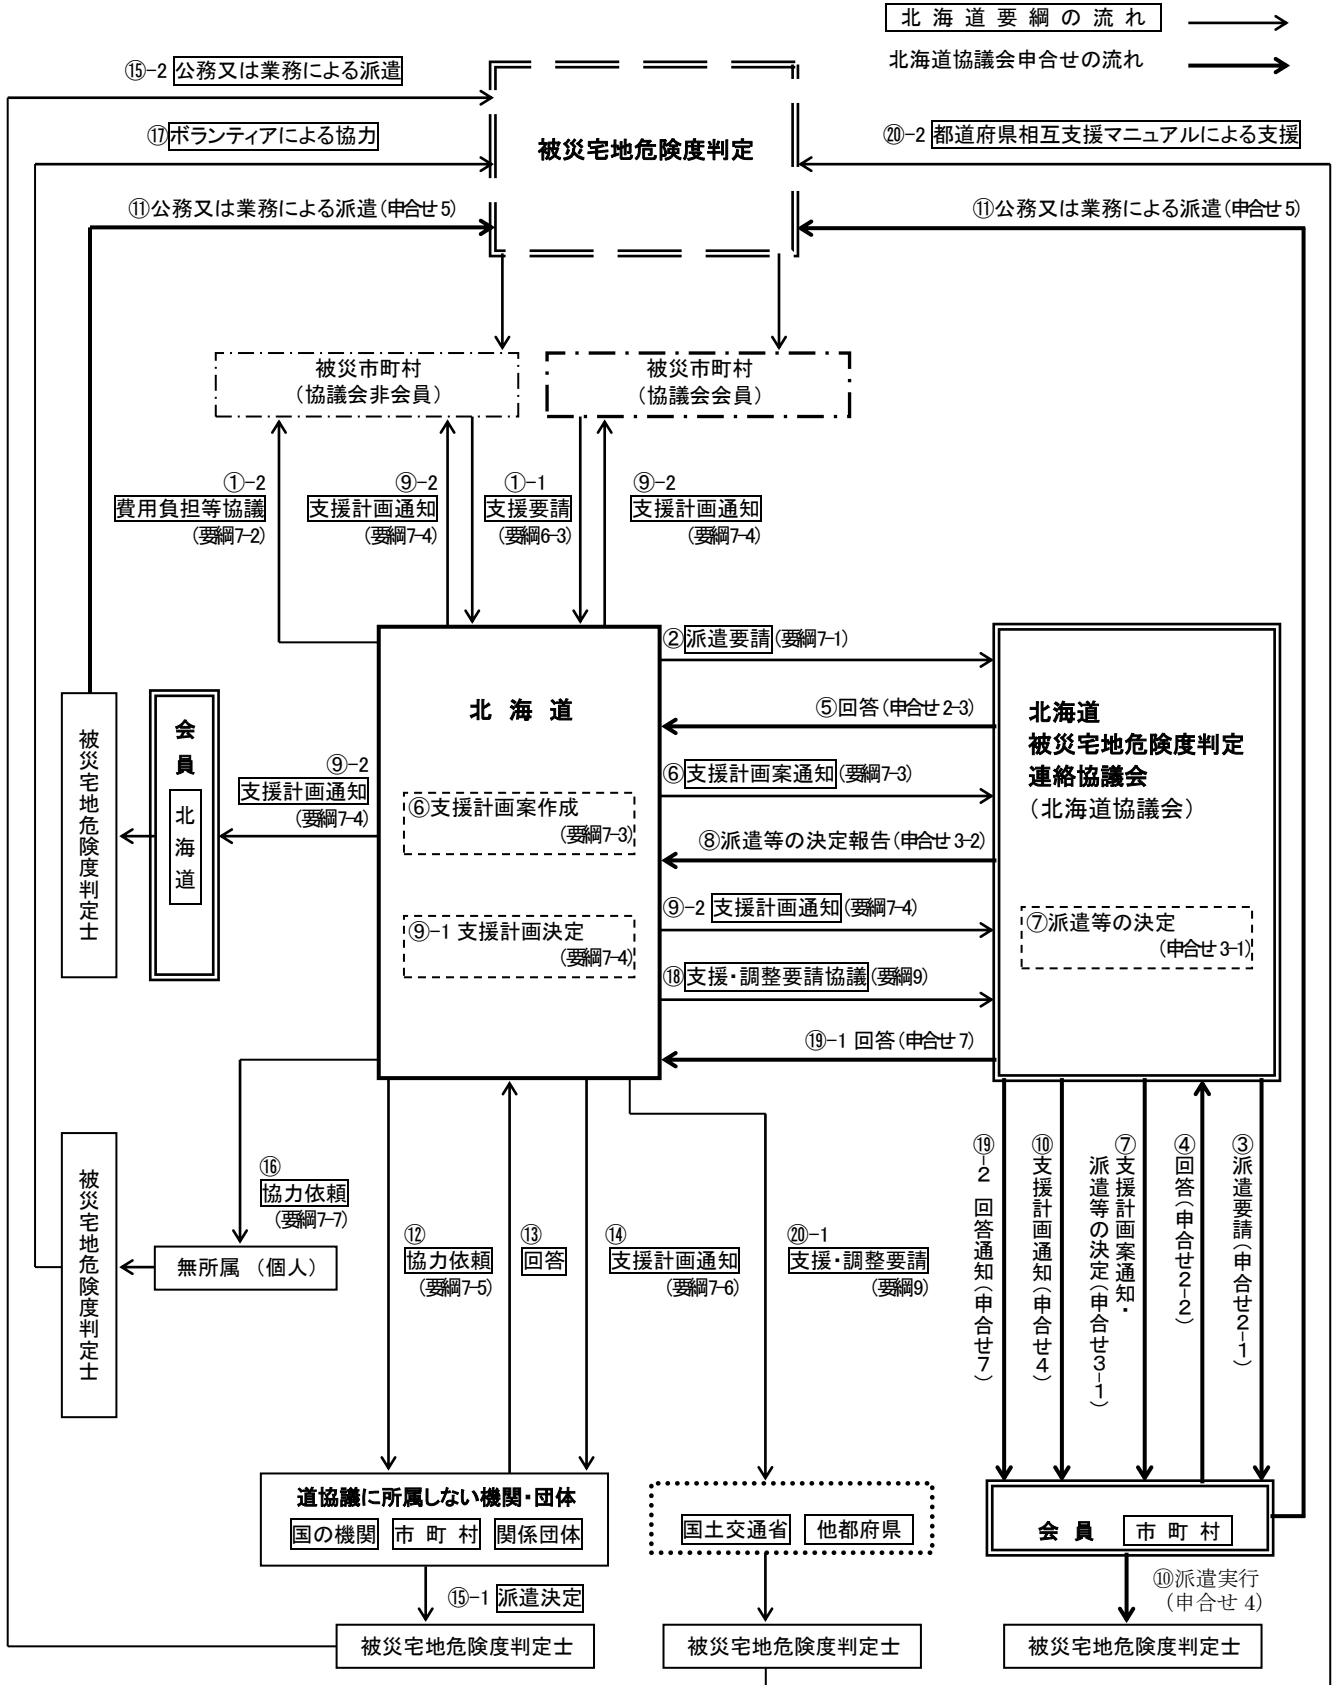 北海道要綱の流れ
北海道協議会申合せの流れ
⑮-2 公務又は業務による派遣
⑰ボランティアによる協力
⑪公務又は業務による派遣(申合せ5)
被災宅地危険度判定
⑳-2 都道府県相互支援マニュアルによる支援
⑪公務又は業務による派遣(申合せ5)
被災市町村
(協議会非会員)
被災市町村
(協議会会員)
①-2
費用負担等協議
(要綱7-2)
⑨-2
支援計画通知
(要綱7-4)
①-1
支援要請
(要綱6-3)
⑨-2
支援計画通知
(要綱7-4)
②派遣要請(要綱7-1)
⑤回答(申合せ2-3)
⑥支援計画案通知(要綱7-3)
⑧派遣等の決定報告(申合せ3-2)
⑨-2 支援計画通知(要綱7-4)
⑱支援・調整要請協議(要綱9)
⑲-1 回答(申合せ7)
北海道
⑥支援計画案作成
(要綱7-3)
⑨-1 支援計画決定
(要綱7-4)
北海道
被災宅地危険度判定
連絡協議会
(北海道協議会)
⑦派遣等の決定
(申合せ3-1)
被災宅地危険度判定士
会員
北海道
⑨-2
支援計画通知
(要綱7-4)
被災宅地危険度判定士
⑯
協力依頼
(要綱7-7)
無所属 (個人)
⑫
協力依頼
(要綱7-5)
⑬
回答
⑭
支援計画通知
(要綱7-6)
⑳-1
支援・調整要請
(要綱9)
⑲-2 回答通知(申合せ7)
⑩支援計画通知(申合せ4)
⑦支援計画案通知・
派遣等の決定(申合せ3-1)
④回答(申合せ2-2)
③派遣要請(申合せ2-1)
道協議に所属しない機関・団体
国の機関 市町村 関係団体
国土交通省 他都府県
会員 市町村
⑮-1 派遣決定
⑩派遣実行
(申合せ4)
被災宅地危険度判定士
被災宅地危険度判定士
被災宅地危険度判定士